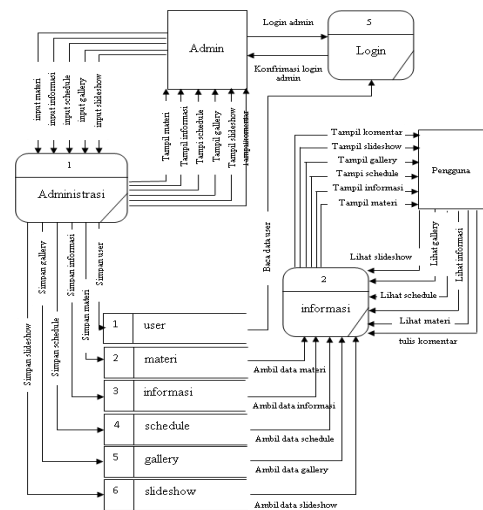 Admin
Login admin
Konfrimasi login
admin
5
Login
input materi
input informasi
input schedule
input gallery
input slideshow
Tampil materi
Tampil informasi
Tampi schedule
Tampil gallery
Tampil slideshow
Tampil komentar
1
Administrasi
Tampil komentar
Tampil slideshow
Tampil gallery
Tampi schedule
Tampil informasi
Tampil materi
Pengguna
Lihat slideshow
Lihat gallery
Lihat schedule
Lihat informasi
Lihat materi
tulis komentar
Baca data user
2
informasi
Simpan slideshow
Simpan gallery
Simpan schedule
Simpan informasi
Simpan materi
Simpan user
1 user
2 materi
3 informasi
4 schedule
5 gallery
6 slideshow
Ambil data materi
Ambil data informasi
Ambil data schedule
Ambil data gallery
Ambil data slideshow